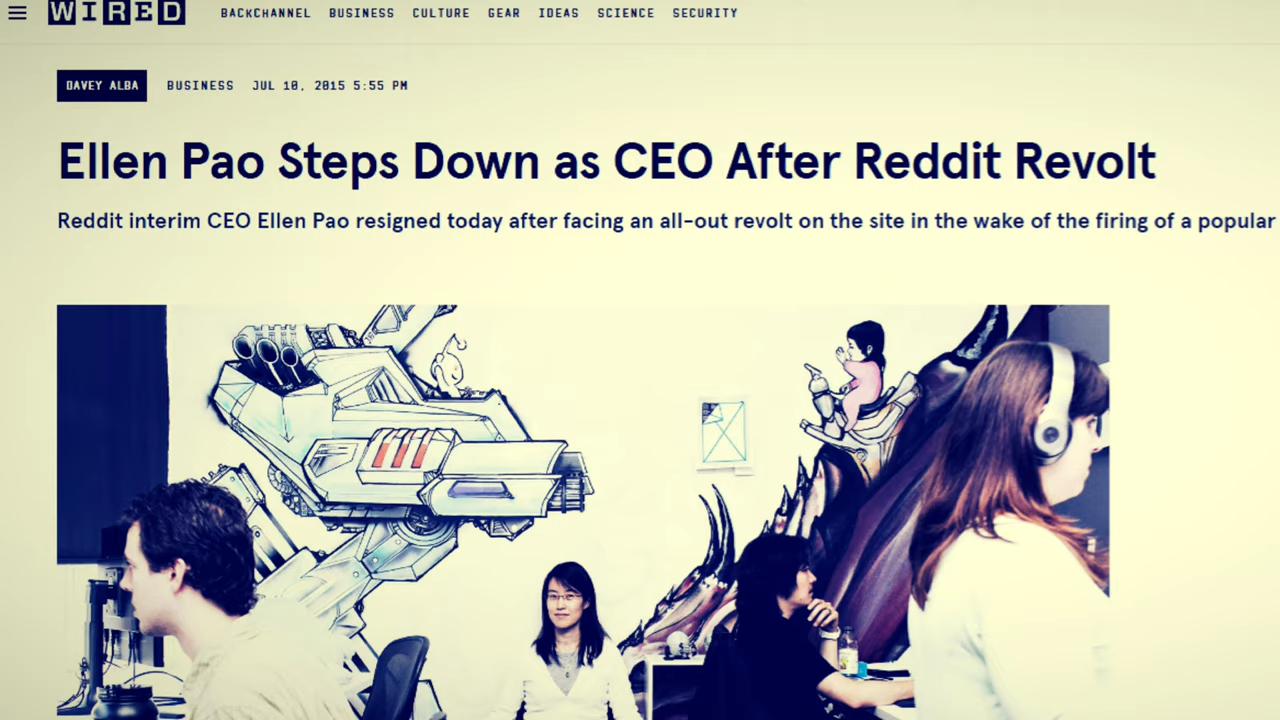 WIRED BACKCHANNEL BUSINESS CULTURE GEAR IDEAS SCIENCE SECURITY
DAVEY ALBA BUSINESS JUL 10, 2015 5:55 PM
Ellen Pao Steps Down as CEO After Reddit Revolt
Reddit interim CEO Ellen Pao resigned today after facing an all-out revolt on the site in the wake of the firing of a popular